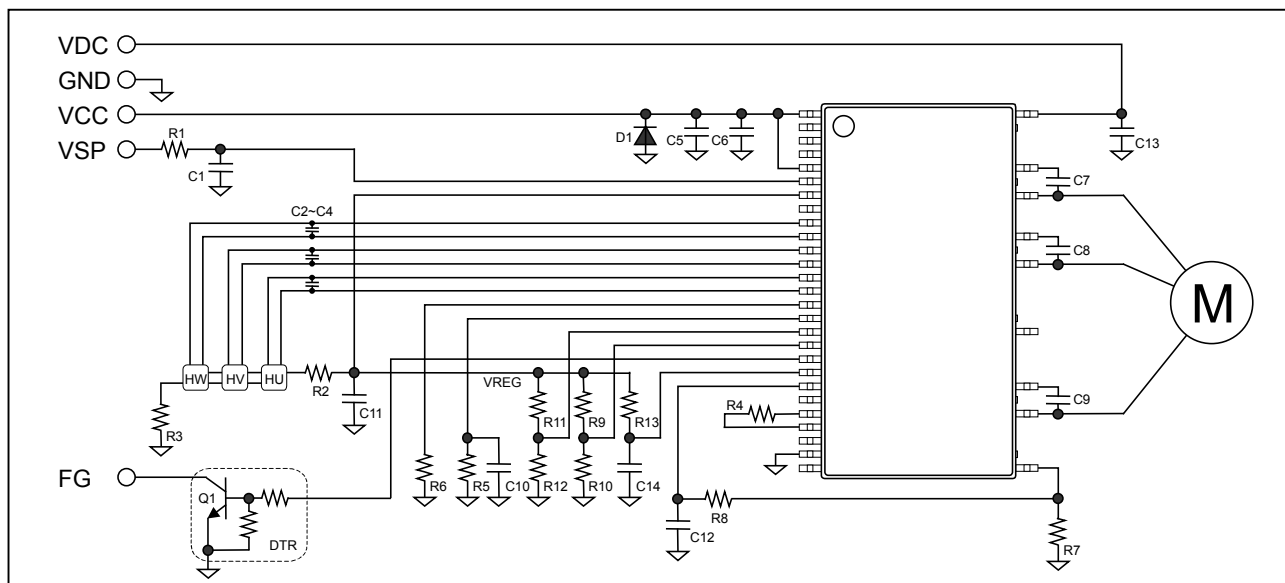 VDC
GND
VCC
VSP
R1
C1
D1
C5
C6
C13
C7
C2~C4
C8
M
HW
HV
HU
R2
VREG
C11
R3
R11
R9
R13
R4
C9
FG
Q1
DTR
R6
R5
C10
R12
R10
C14
R8
C12
R7